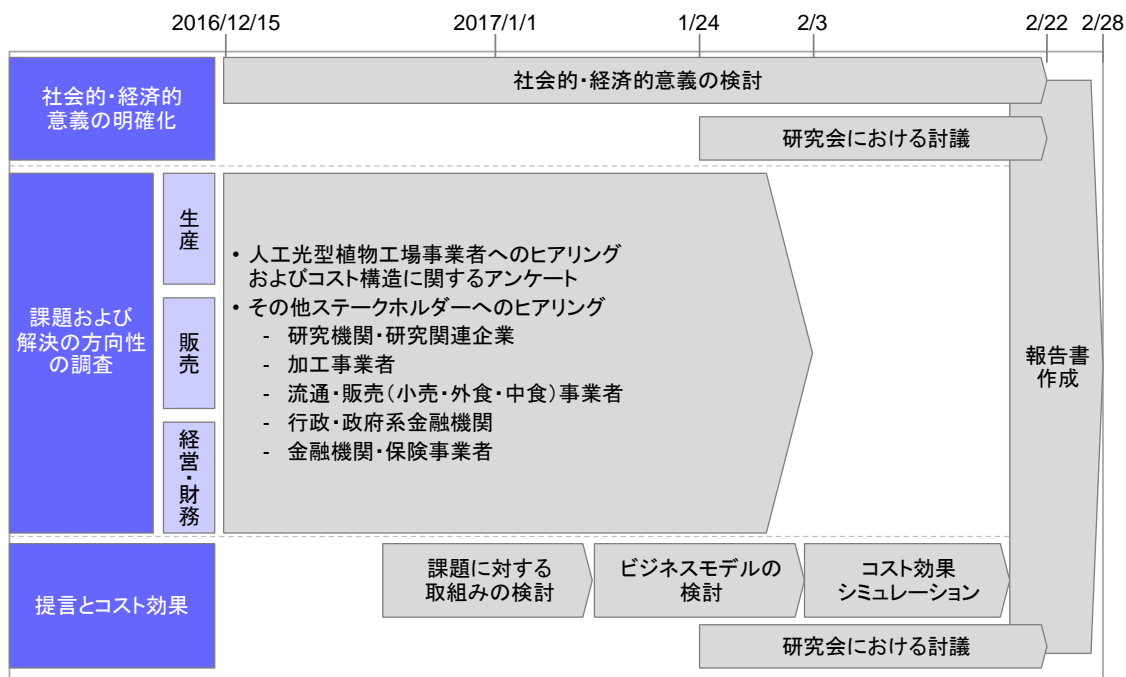 2016/12/15 2017/1/1 1/24 2/3 2/22 2/28
社会的・経済的
意義の明確化
社会的・経済的意義の検討
研究会における討議
課題および
解決の方向性
の調査
生産
販売
経営・財務
• 人工光型植物工場事業者へのヒアリング
およびコスト構造に関するアンケート
• その他ステークホルダーへのヒアリング
- 研究機関・研究関連企業
- 加工事業者
- 流通・販売（小売・外食・中食）事業者
- 行政・政府系金融機関
- 金融機関・保険事業者
報告書
作成
提言とコスト効果
課題に対する
取組みの検討
ビジネスモデルの
検討
コスト効果
シミュレーション
研究会における討議